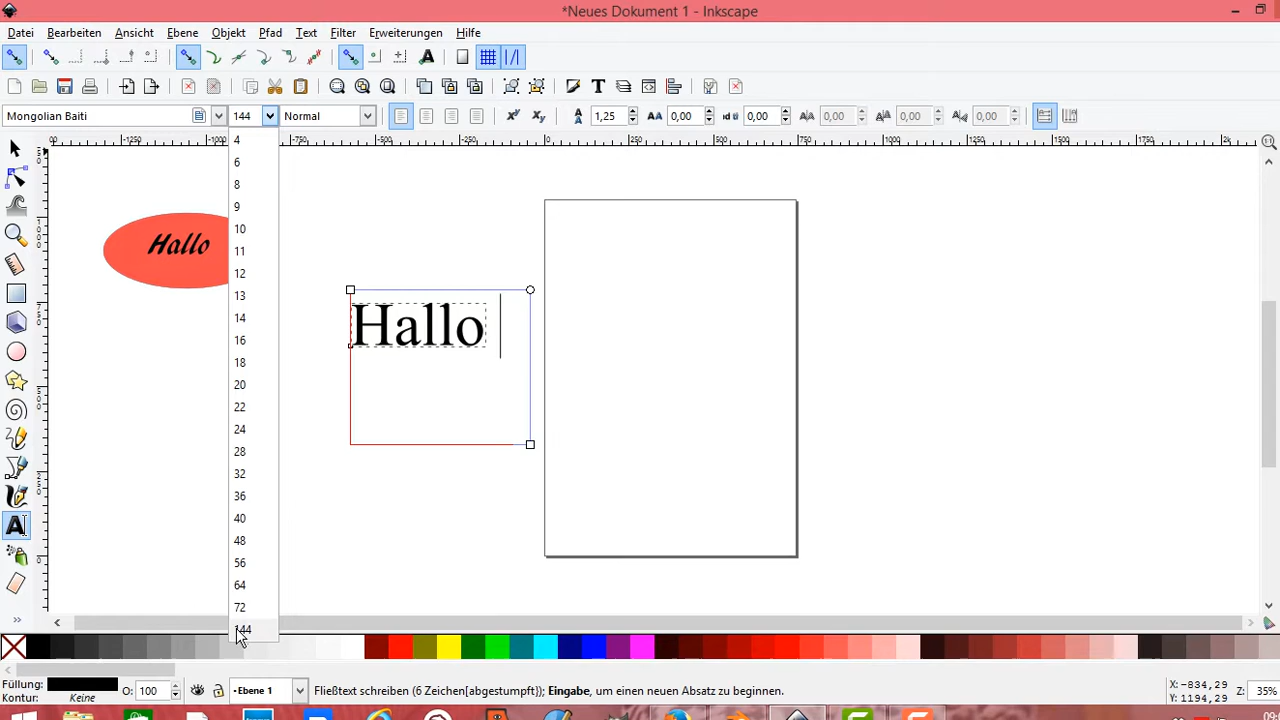 *Neues Dokument 1 - Inkscape
Datei Bearbeiten Ansicht Ebene Objekt Pfad Text Filter Erweiterungen Hilfe
Mongolian Baiti 144 Normal 1,25 0,00 0,00 0,00 0,00 0,00
4
6
8
9
10
11
12
13
14
16
18
20
22
24
28
32
36
40
48
56
64
72
144
Hallo
Hallo
Füllung:
Kontur: Keine
O: 100
Ebene 1
Fließtext schreiben (6 Zeichen[abgestumpft]); Eingabe, um einen neuen Absatz zu beginnen.
X: -834,29
Y: 1194,29
Z: 35%